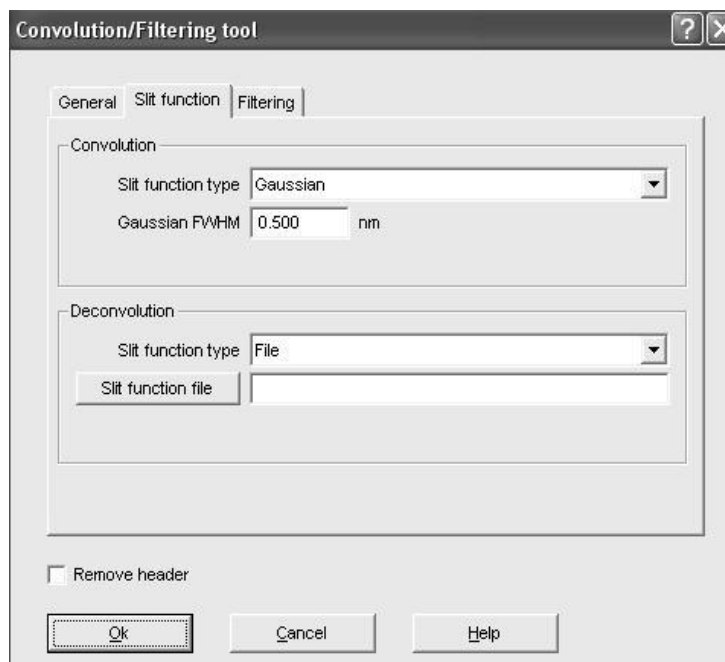 Convolution/Filtering tool
General Slit function Filtering
Convolution
Slit function type Gaussian
Gaussian FWHM 0.500 nm
Deconvolution
Slit function type File
Slit function file
Remove header
Ok Cancel Help